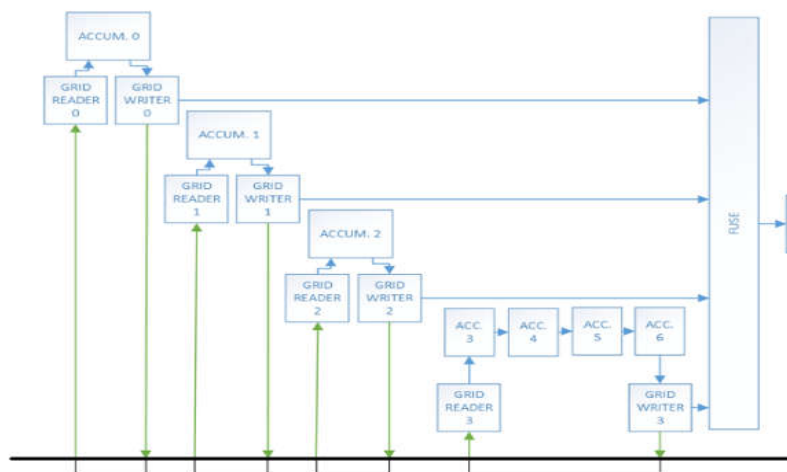 ACCUM. 0
GRID
READER
0
GRID
WRITER
0
ACCUM. 1
GRID
READER
1
GRID
WRITER
1
ACCUM. 2
GRID
READER
2
GRID
WRITER
2
ACC.
3
ACC.
4
ACC.
5
ACC.
6
GRID
READER
3
GRID
WRITER
3
FUSE